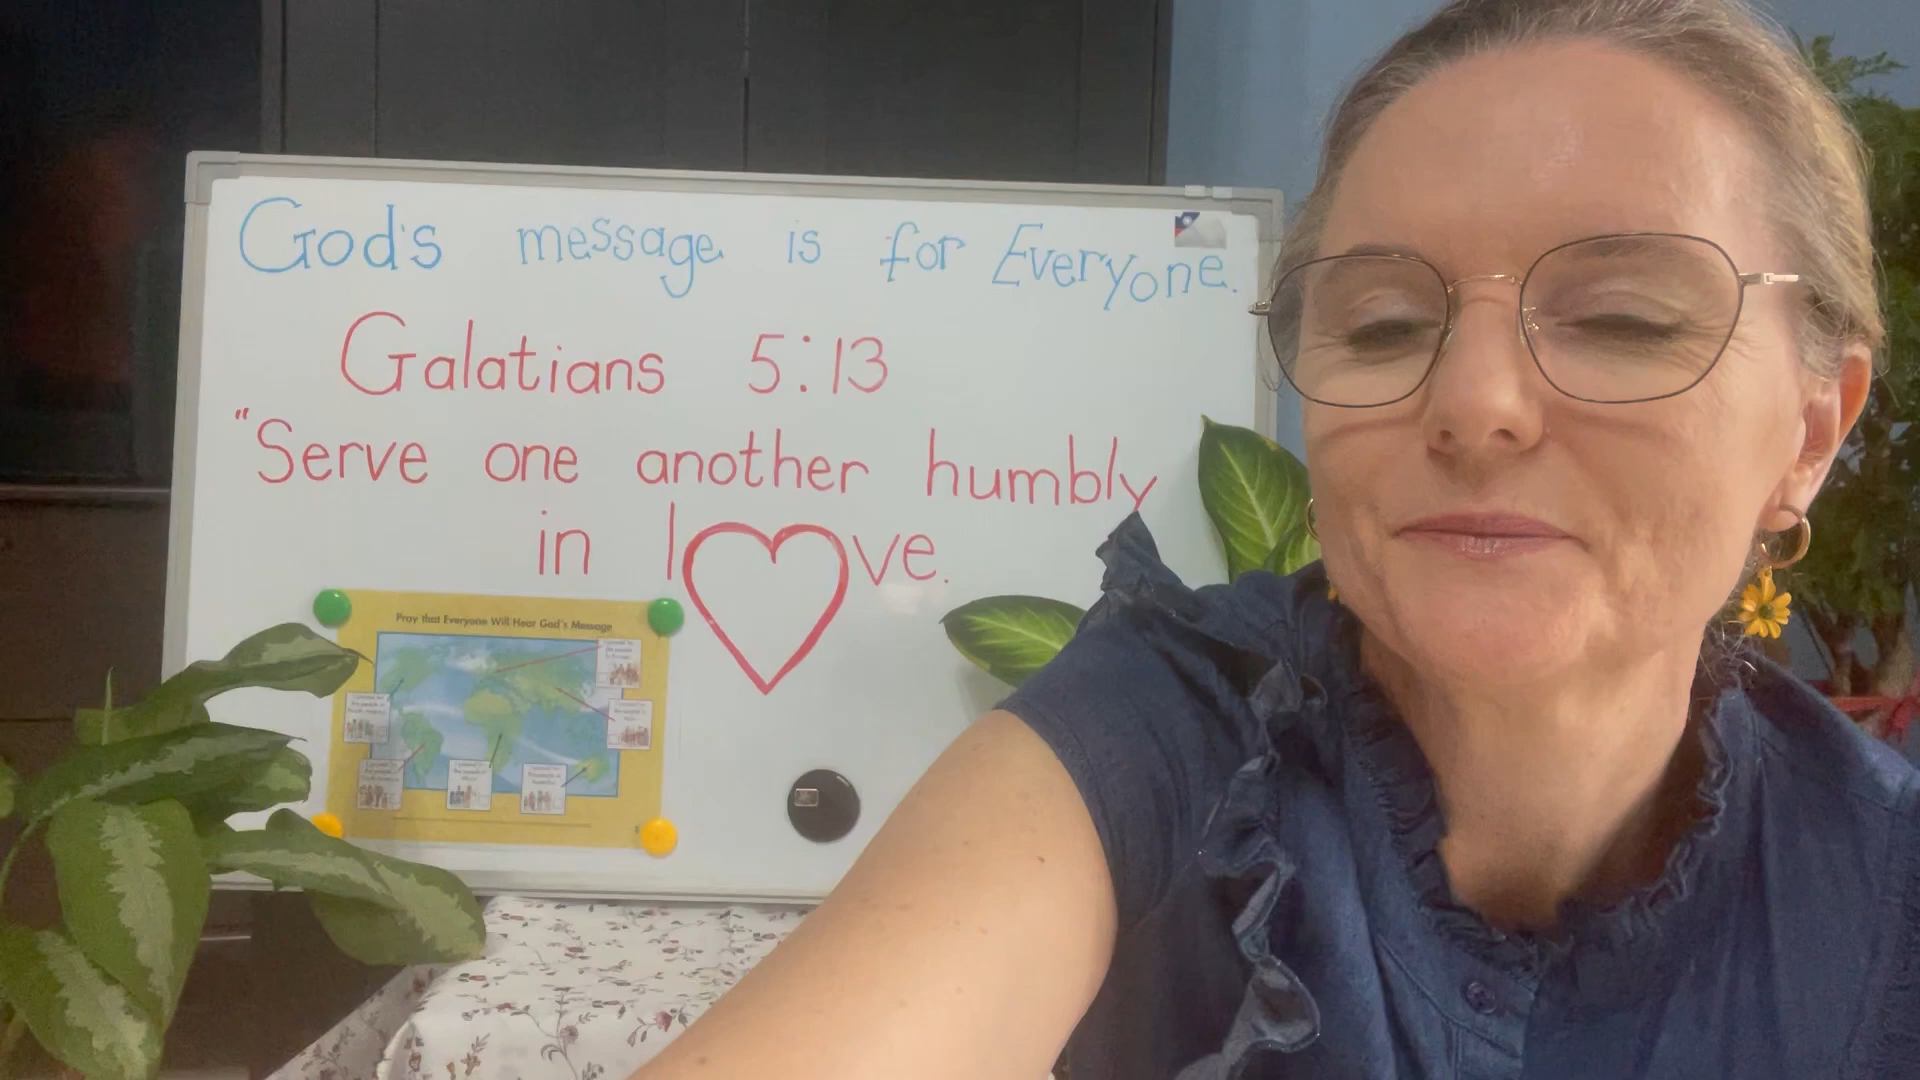 God's message is for Everyone.
Galatians 5:13
"Serve one another humbly
in love.
Pray that Everyone Will Hear God's Message